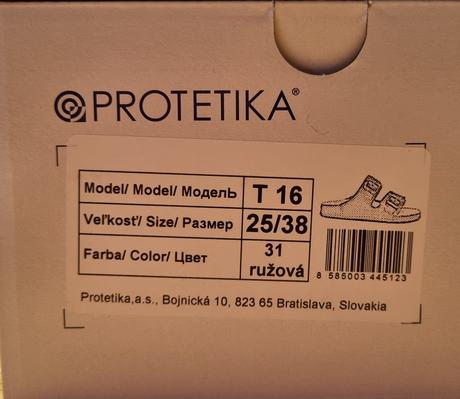 PROTETIKA®
Model/ Model/ МоделЬ T 16
Veľkosť/ Size/ Размер 25/38
Farba/ Color/ Цвет 31 ružová
8 585003 445123
Protetika,a.s., Bojnická 10, 823 65 Bratislava, Slovakia